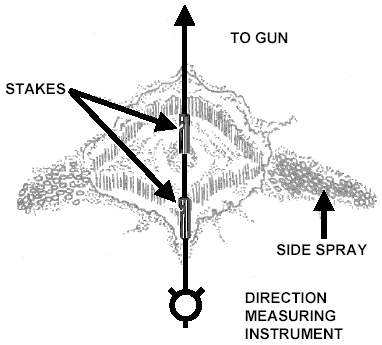 TO GUN
STAKES
SIDE SPRAY
DIRECTION
MEASURING
INSTRUMENT